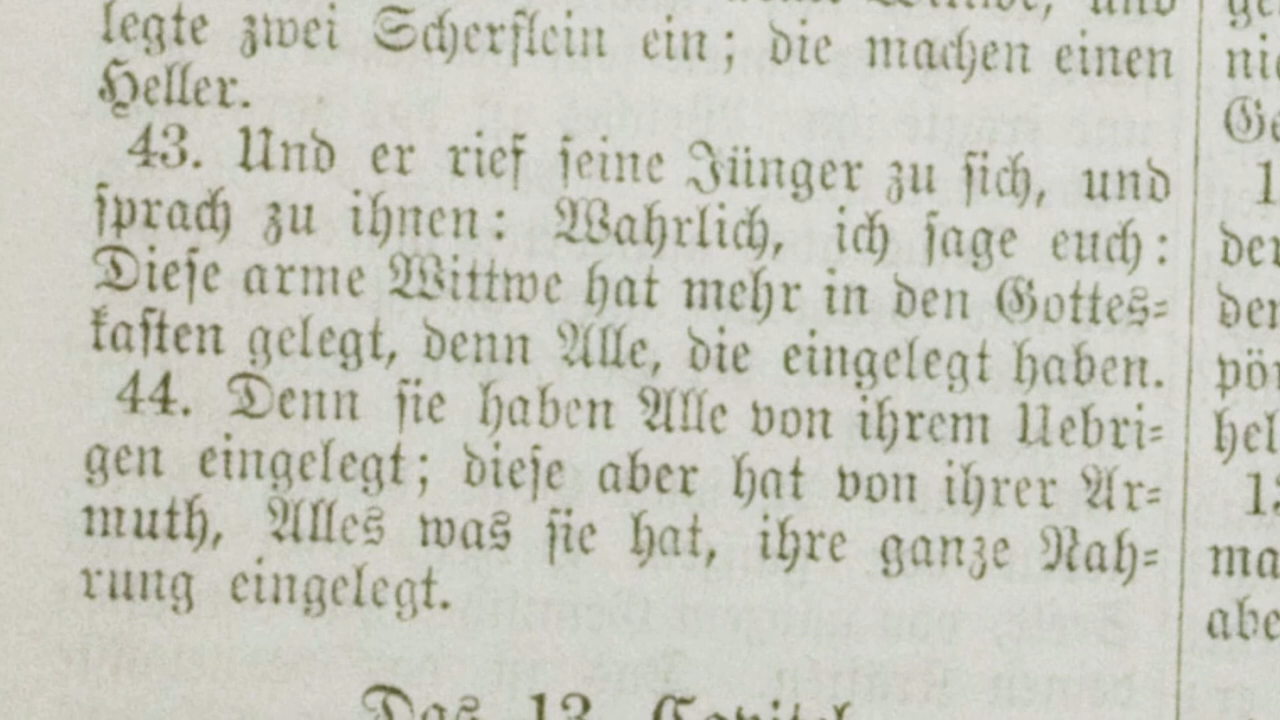 legte zwei Scherflein ein; die machen einen
Heller.
43. Und er rief seine Jünger zu sich, und
sprach zu ihnen: Wahrlich, ich sage euch:
Diese arme Wittwe hat mehr in den Gottes=
kasten gelegt, denn Alle, die eingelegt haben.
44. Denn sie haben Alle von ihrem Uebri=
gen eingelegt; diese aber hat von ihrer Ar=
muth, Alles was sie hat, ihre ganze Nah=
rung eingelegt.
Das 13. Capitel